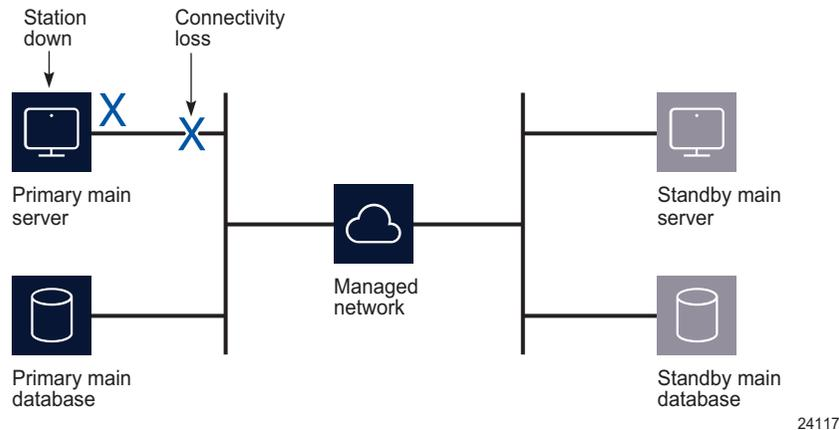 Station
down
Connectivity
loss
X
X
Primary main
server
Standby main
server
Managed
network
Primary main
database
Standby main
database
24117